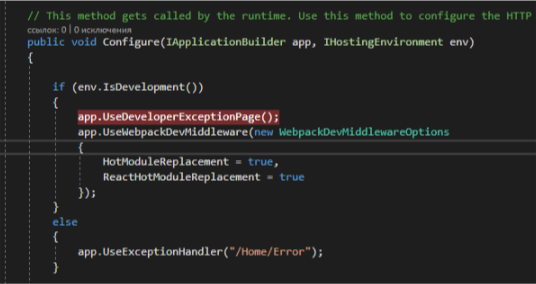 // This method gets called by the runtime. Use this method to configure the HTTP
ссылок: 0 | 0 исключения
public void Configure(IApplicationBuilder app, IHostingEnvironment env)
{
if (env.IsDevelopment())
{
app.UseDeveloperExceptionPage();
app.UseWebpackDevMiddleware(new WebpackDevMiddlewareOptions
{
HotModuleReplacement = true,
ReactHotModuleReplacement = true
});
}
else
{
app.UseExceptionHandler("/Home/Error");
}